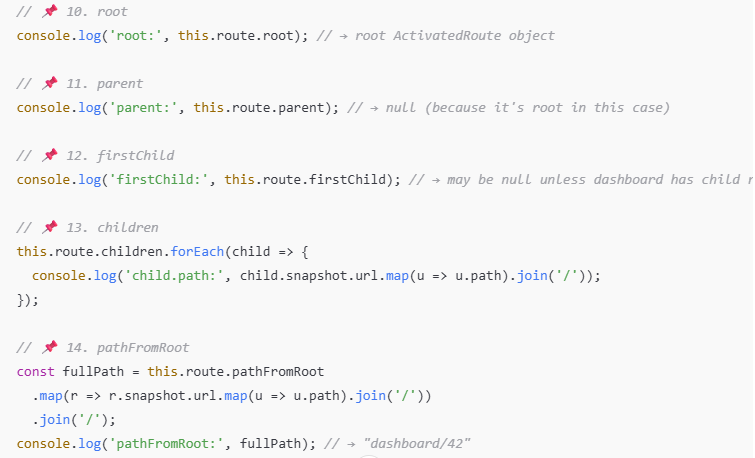 // 📌 10. root
console.log('root:', this.route.root); // → root ActivatedRoute object
// 📌 11. parent
console.log('parent:', this.route.parent); // → null (because it's root in this case)
// 📌 12. firstChild
console.log('firstChild:', this.route.firstChild); // → may be null unless dashboard has child
// 📌 13. children
this.route.children.forEach(child => {
  console.log('child.path:', child.snapshot.url.map(u => u.path).join('/'));
});
// 📌 14. pathFromRoot
const fullPath = this.route.pathFromRoot
  .map(r => r.snapshot.url.map(u => u.path).join('/'))
  .join('/');
console.log('pathFromRoot:', fullPath); // → "dashboard/42"